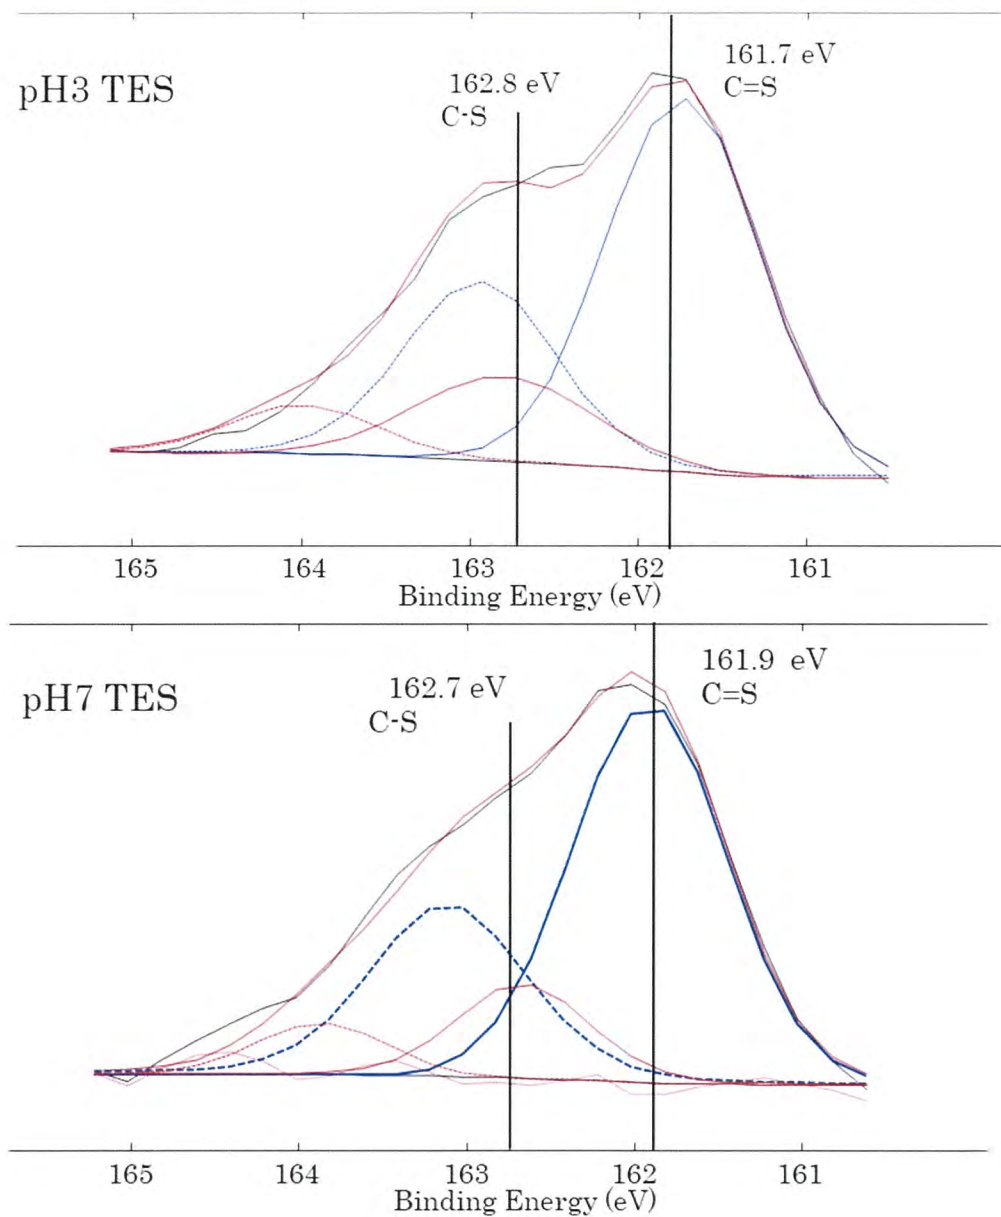 pH3 TES
162.8 eV
C-S
161.7 eV
C=S
165 164 163 162 161
Binding Energy (eV)
pH7 TES
162.7 eV
C-S
161.9 eV
C=S
165 164 163 162 161
Binding Energy (eV)